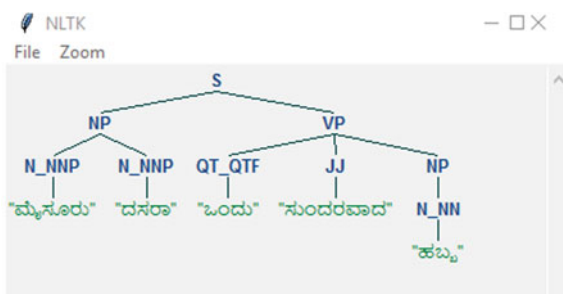 NLTK
File Zoom
S
NP VP
N_NNP N_NNP QT_QTF JJ NP
"ಮೈಸೂರು" "ದಸರಾ" "ಒಂದು" "ಸುಂದರವಾದ" N_NN
"ಹಬ್ಬ"